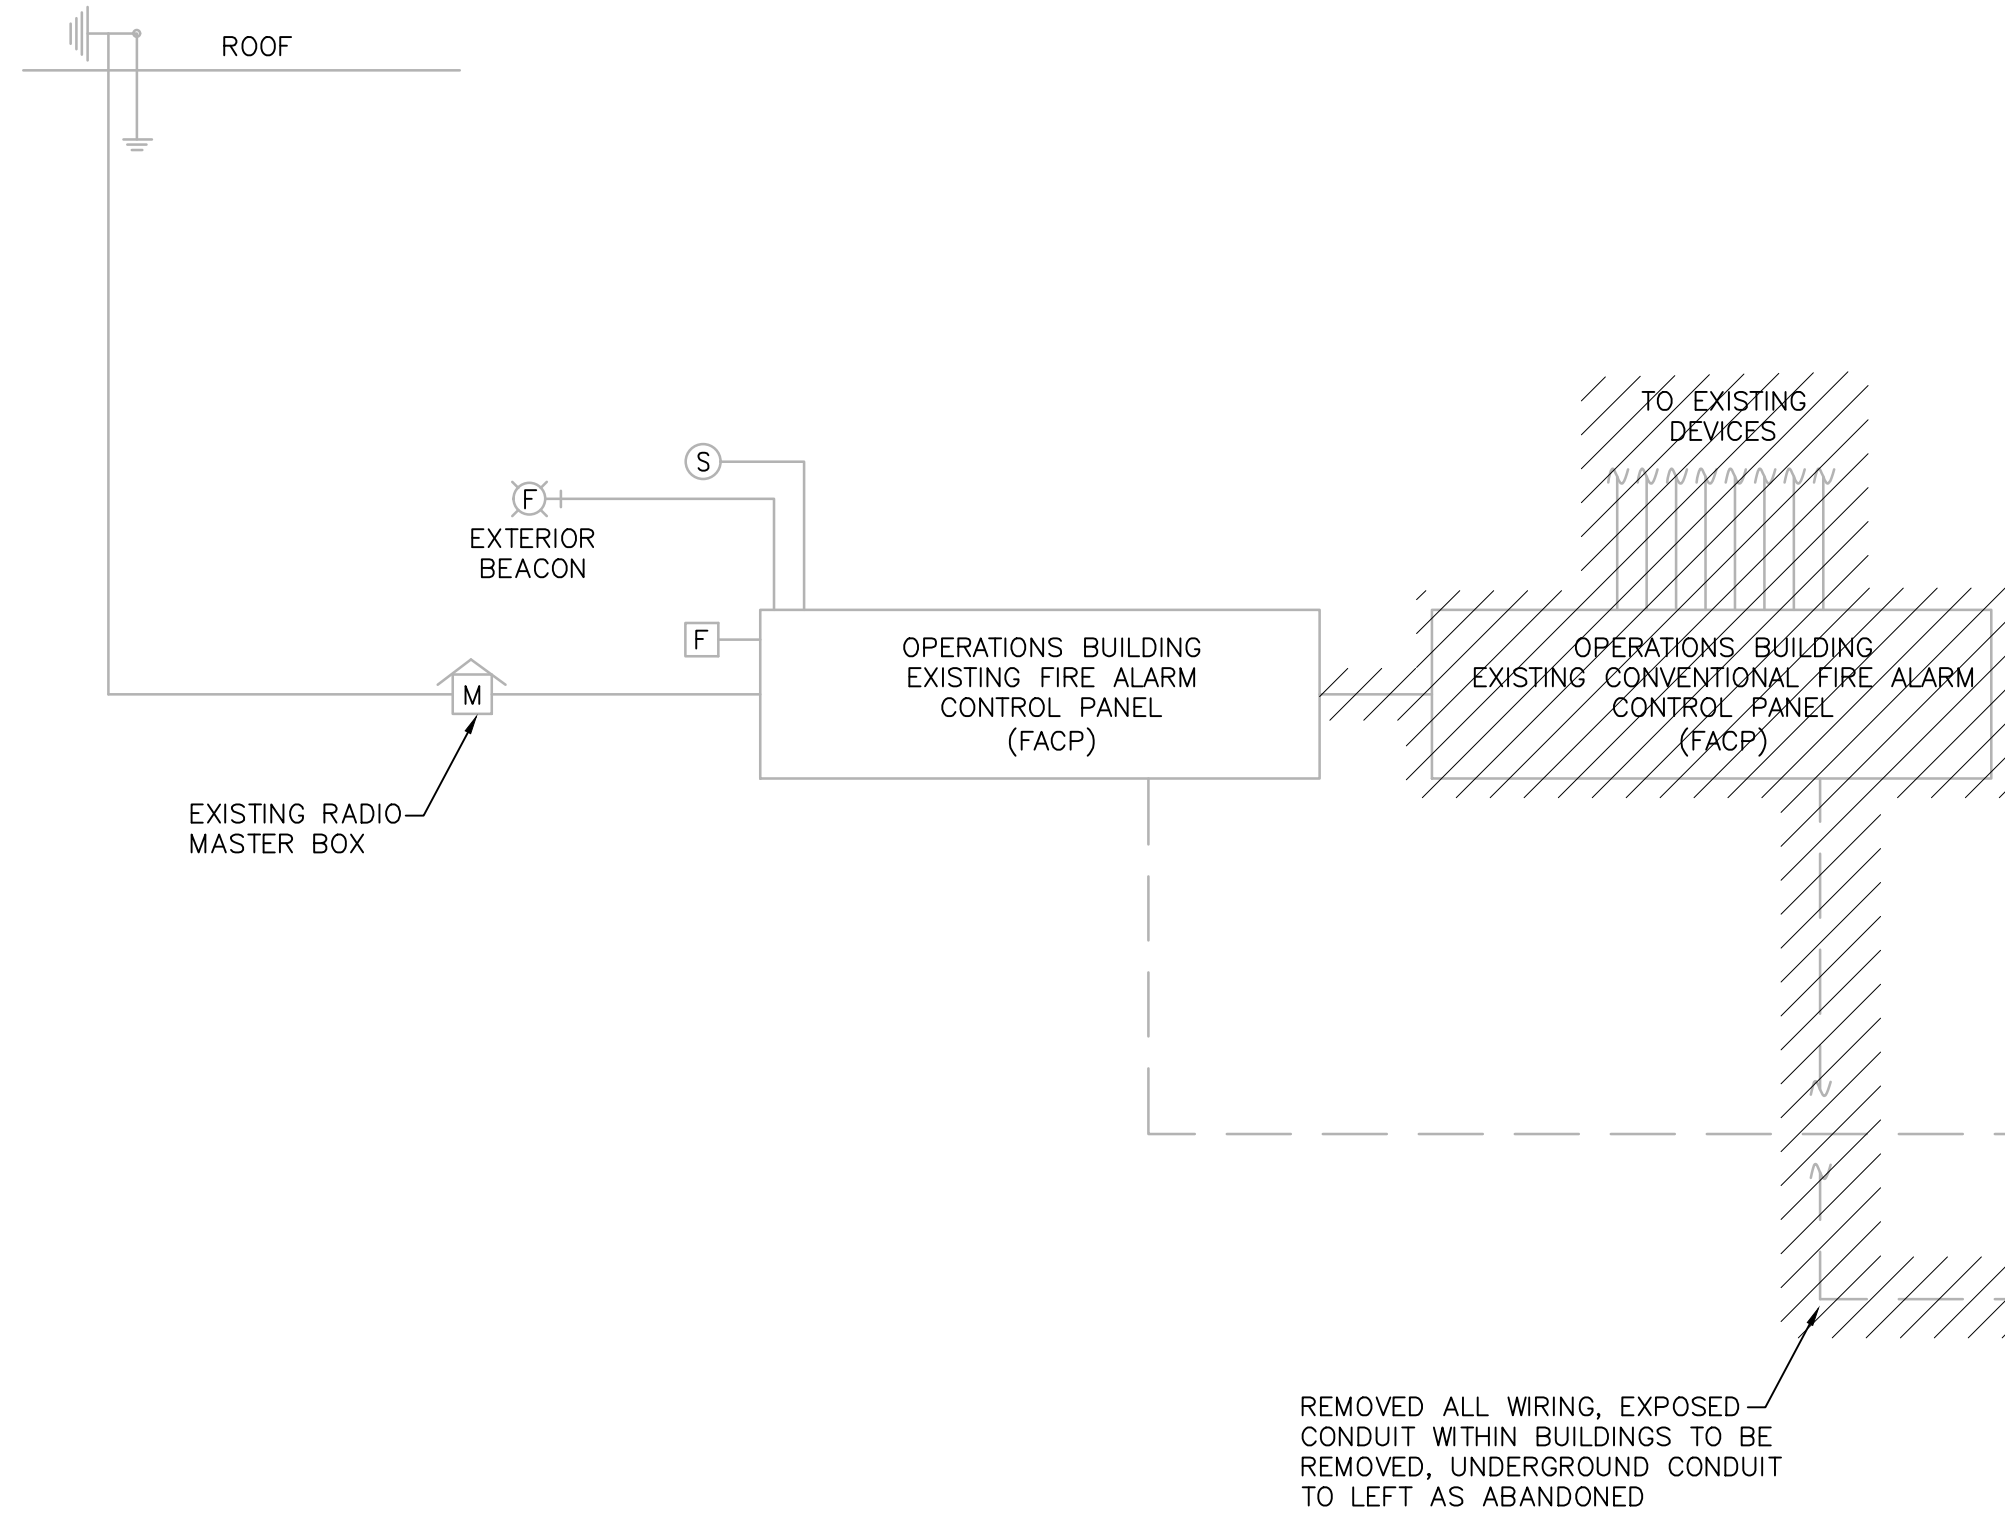 ROOF
TO EXISTING
DEVICES
S
F
EXTERIOR
BEACON
F
OPERATIONS BUILDING
EXISTING FIRE ALARM
CONTROL PANEL
(FACP)
OPERATIONS BUILDING
EXISTING CONVENTIONAL FIRE ALARM
CONTROL PANEL
(FACP)
M
EXISTING RADIO
MASTER BOX
REMOVED ALL WIRING, EXPOSED
CONDUIT WITHIN BUILDINGS TO BE
REMOVED, UNDERGROUND CONDUIT
TO LEFT AS ABANDONED